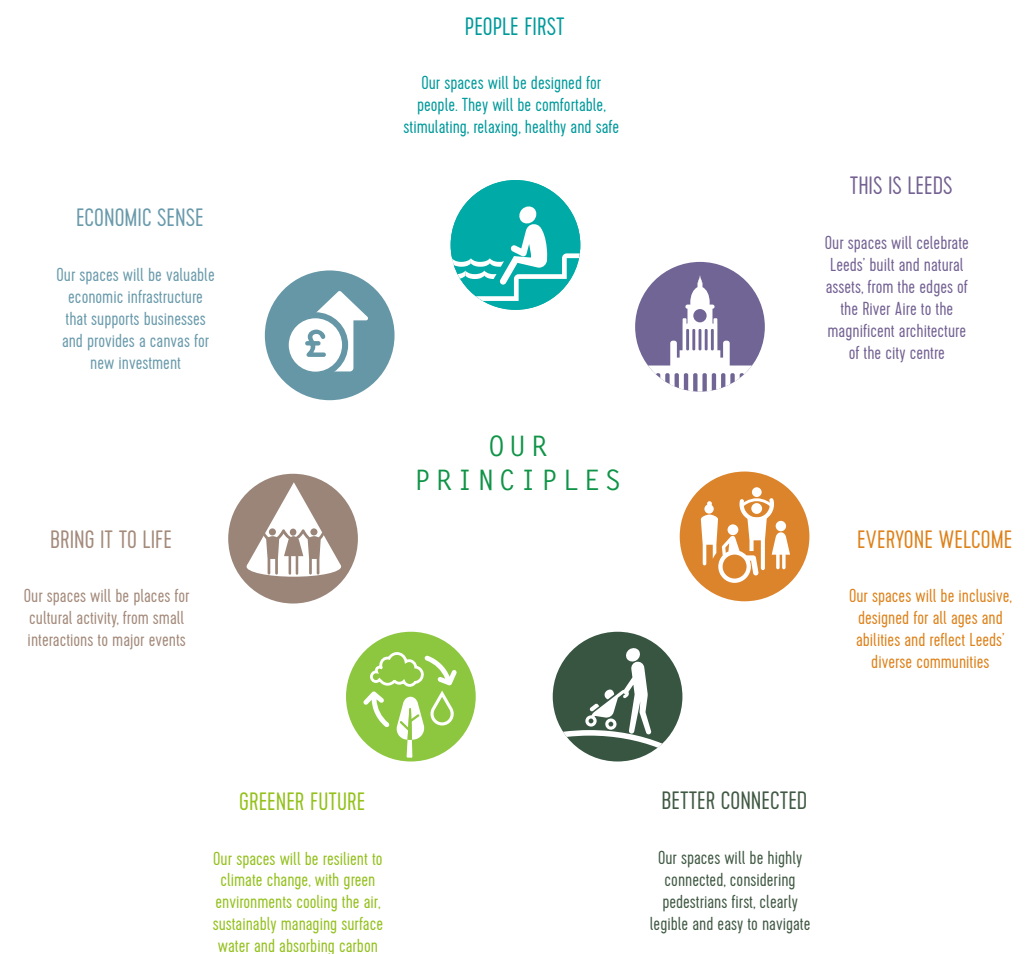 PEOPLE FIRST
Our spaces will be designed for
people. They will be comfortable,
stimulating, relaxing, healthy and safe
THIS IS LEEDS
Our spaces will celebrate
Leeds' built and natural
assets, from the edges of
the River Aire to the
magnificent architecture
of the city centre
ECONOMIC SENSE
Our spaces will be valuable
economic infrastructure
that supports businesses
and provides a canvas for
new investment
£
OUR
PRINCIPLES
BRING IT TO LIFE
Our spaces will be places for
cultural activity, from small
interactions to major events
EVERYONE WELCOME
Our spaces will be inclusive,
designed for all ages and
abilities and reflect Leeds'
diverse communities
GREENER FUTURE
Our spaces will be resilient to
climate change, with green
environments cooling the air,
sustainably managing surface
water and absorbing carbon
BETTER CONNECTED
Our spaces will be highly
connected, considering
pedestrians first, clearly
legible and easy to navigate